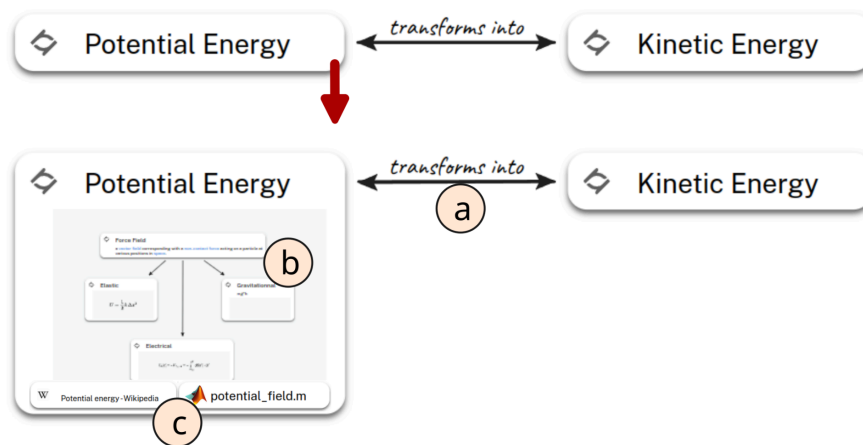 Potential Energy
transforms into
Kinetic Energy
Potential Energy
transforms into
Kinetic Energy
a
Force Field
b
Elastic
Gravitationnal
Electrical
W
Potential energy - Wikipedia
potential_field.m
c